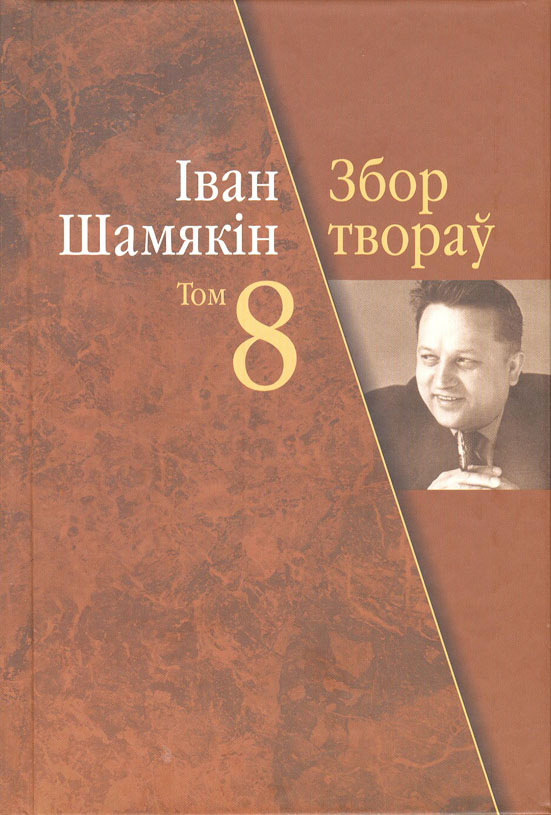 Іван
Шамякін
Том 8
Збор
твораў